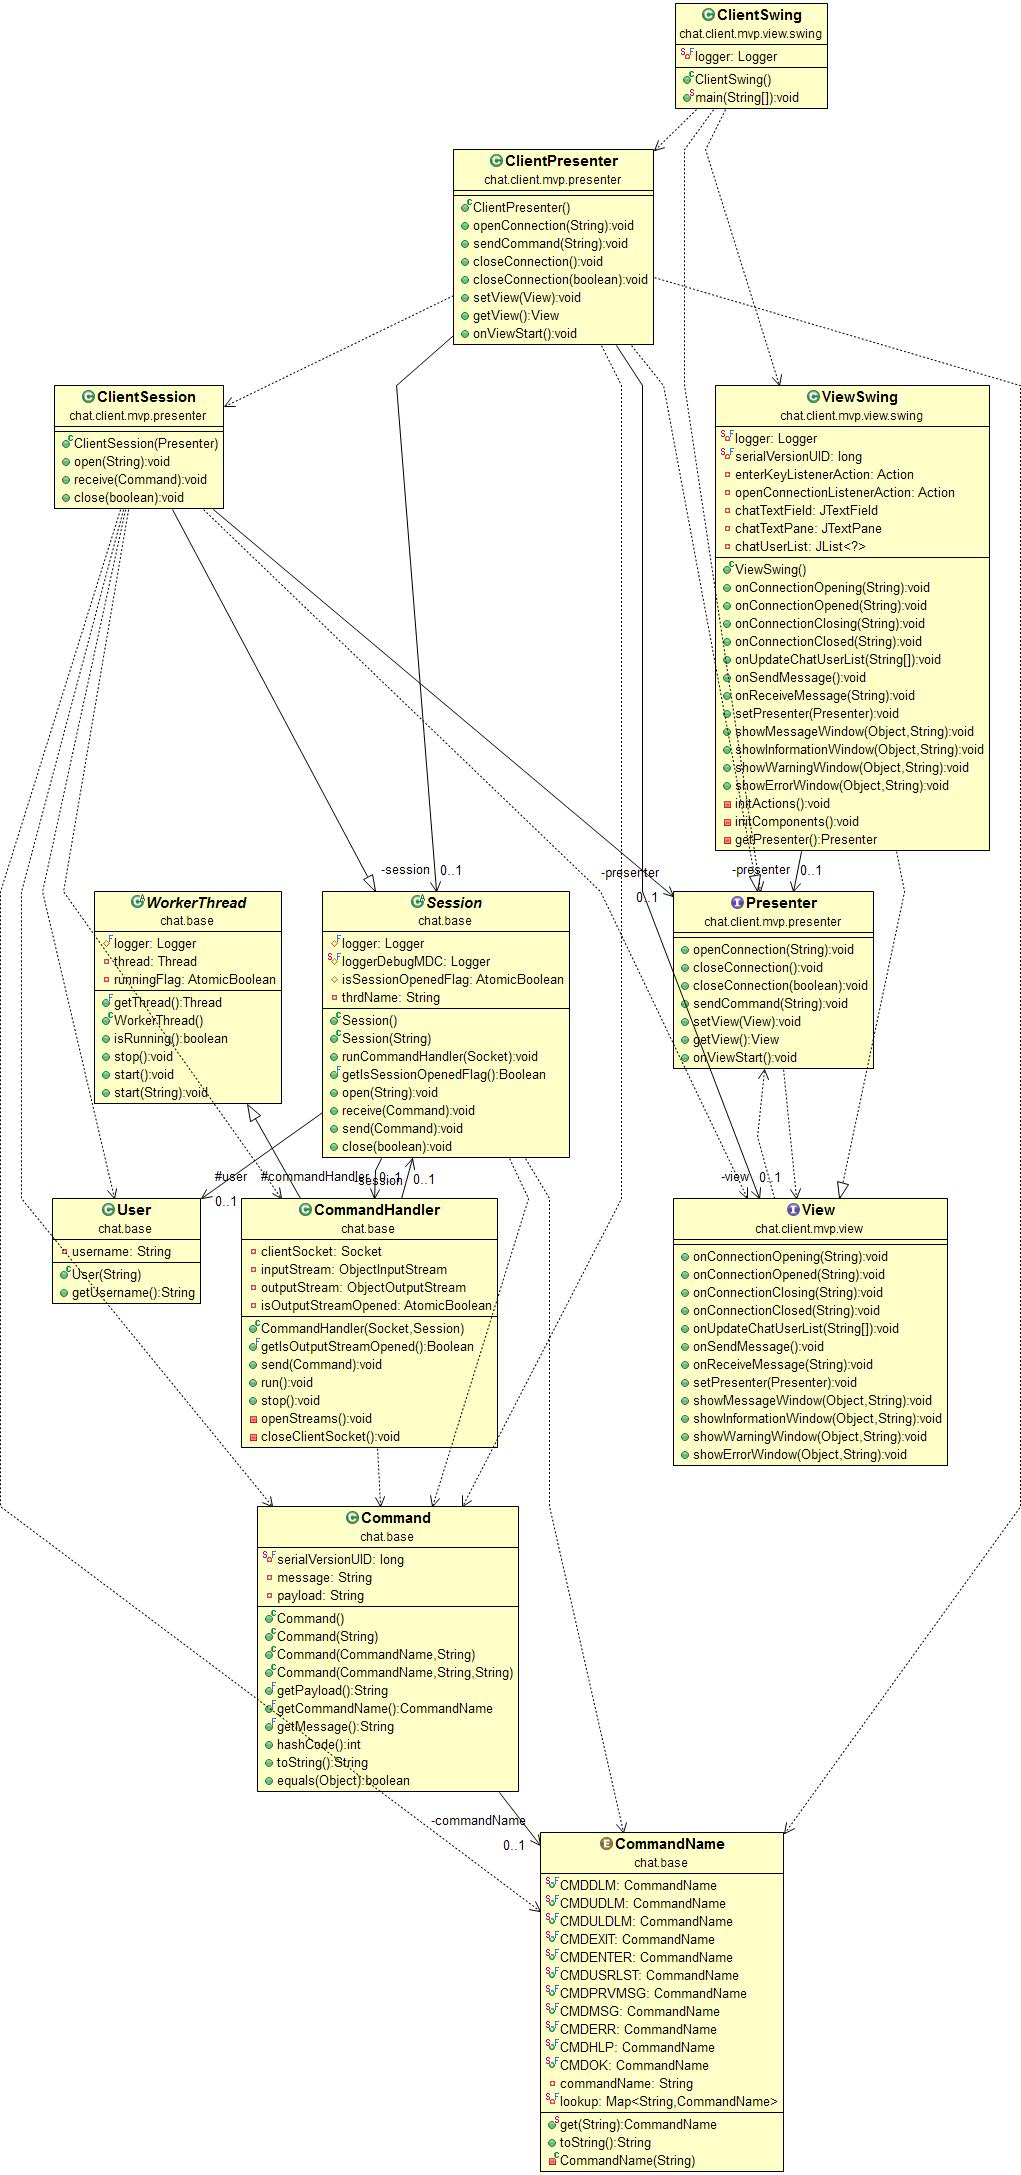 ClientSwing
chat.client.mvp.view.swing
logger: Logger
ClientSwing()
main(String[]):void
ClientPresenter
chat.client.mvp.presenter
ClientPresenter()
openConnection(String):void
sendCommand(String):void
closeConnection():void
closeConnection(boolean):void
setView(View):void
getView():View
onViewStart():void
ClientSession
chat.client.mvp.presenter
ClientSession(Presenter)
open(String):void
receive(Command):void
close(boolean):void
ViewSwing
chat.client.mvp.view.swing
logger: Logger
serialVersionUID: long
enterKeyListenerAction: Action
openConnectionListenerAction: Action
chatTextField: JTextField
chatTextPane: JTextPane
chatUserList: JList<?>
ViewSwing()
onConnectionOpening(String):void
onConnectionOpened(String):void
onConnectionClosing(String):void
onConnectionClosed(String):void
onUpdateChatUserList(String[]):void
onSendMessage():void
onReceiveMessage(String):void
setPresenter(Presenter):void
showMessageWindow(Object,String):void
showInformationWindow(Object,String):void
showWarningWindow(Object,String):void
showErrorWindow(Object,String):void
initActions():void
initComponents():void
getPresenter():Presenter
-session 0..1
-presenter
0..1
-presenter 0..1
WorkerThread
chat.base
logger: Logger
thread: Thread
runningFlag: AtomicBoolean
getThread():Thread
WorkerThread()
isRunning():boolean
stop():void
start():void
start(String):void
Session
chat.base
logger: Logger
loggerDebugMDC: Logger
isSessionOpenedFlag: AtomicBoolean
thrdName: String
Session()
Session(String)
runCommandHandler(Socket):void
getIsSessionOpenedFlag():Boolean
open(String):void
receive(Command):void
send(Command):void
close(boolean):void
Presenter
chat.client.mvp.presenter
openConnection(String):void
closeConnection():void
closeConnection(boolean):void
sendCommand(String):void
setView(View):void
getView():View
onViewStart():void
#user
0..1
#commandHandler 0..1
-session 0..1
-view 0..1
User
chat.base
username: String
User(String)
getUsername():String
CommandHandler
chat.base
clientSocket: Socket
inputStream: ObjectInputStream
outputStream: ObjectOutputStream
isOutputStreamOpened: AtomicBoolean
CommandHandler(Socket,Session)
getIsOutputStreamOpened():Boolean
send(Command):void
run():void
stop():void
openStreams():void
closeClientSocket():void
View
chat.client.mvp.view
onConnectionOpening(String):void
onConnectionOpened(String):void
onConnectionClosing(String):void
onConnectionClosed(String):void
onUpdateChatUserList(String[]):void
onSendMessage():void
onReceiveMessage(String):void
setPresenter(Presenter):void
showMessageWindow(Object,String):void
showInformationWindow(Object,String):void
showWarningWindow(Object,String):void
showErrorWindow(Object,String):void
Command
chat.base
serialVersionUID: long
message: String
payload: String
Command()
Command(String)
Command(CommandName,String)
Command(CommandName,String,String)
getPayload():String
getCommandName():CommandName
getMessage():String
hashCode():int
toString():String
equals(Object):boolean
-commandName
0..1
CommandName
chat.base
CMDDLM: CommandName
CMDUDLM: CommandName
CMDULDLM: CommandName
CMDEXIT: CommandName
CMDENTER: CommandName
CMDUSRLST: CommandName
CMDPRVMSG: CommandName
CMDMSG: CommandName
CMDERR: CommandName
CMDHLP: CommandName
CMDOK: CommandName
commandName: String
lookup: Map<String,CommandName>
get(String):CommandName
toString():String
CommandName(String)